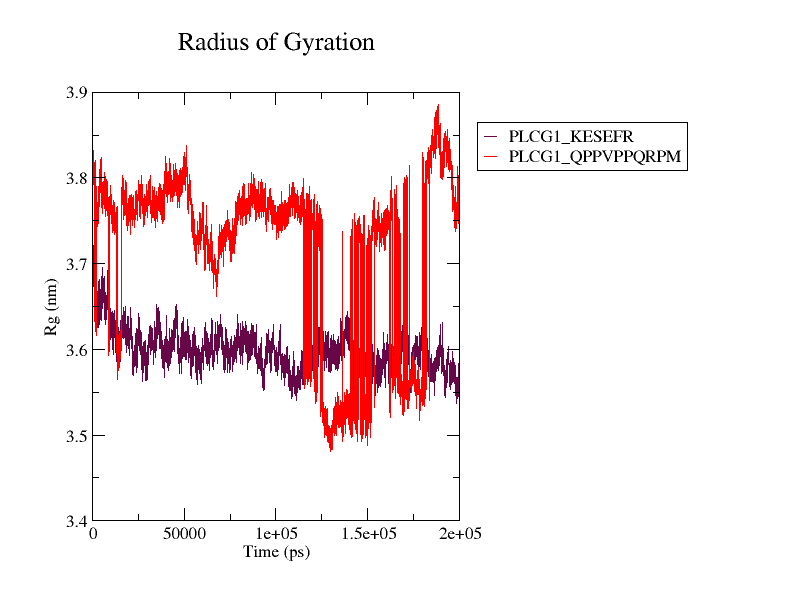 Radius of Gyration
3.9
3.8
3.7
3.6
3.5
3.4
Rg (nm)
0
50000
1e+05
1.5e+05
2e+05
Time (ps)
PLCG1_KESEFR
PLCG1_QPPVPPQRPM